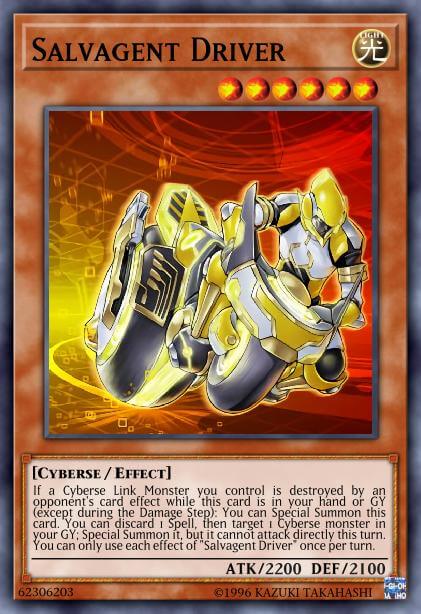 SALVAGENT DRIVER
LIGHT
光
[CYBERSE / EFFECT]
If a Cyberse Link Monster you control is destroyed by an
opponent's card effect while this card is in your hand or GY
(except during the Damage Step): You can Special Summon this
card. You can discard 1 Spell, then target 1 Cyberse monster in
your GY; Special Summon it, but it cannot attack directly this turn.
You can only use each effect of "Salvagent Driver" once per turn.
ATK/2200 DEF/2100
62306203 ©1996 KAZUKI TAKAHASHI